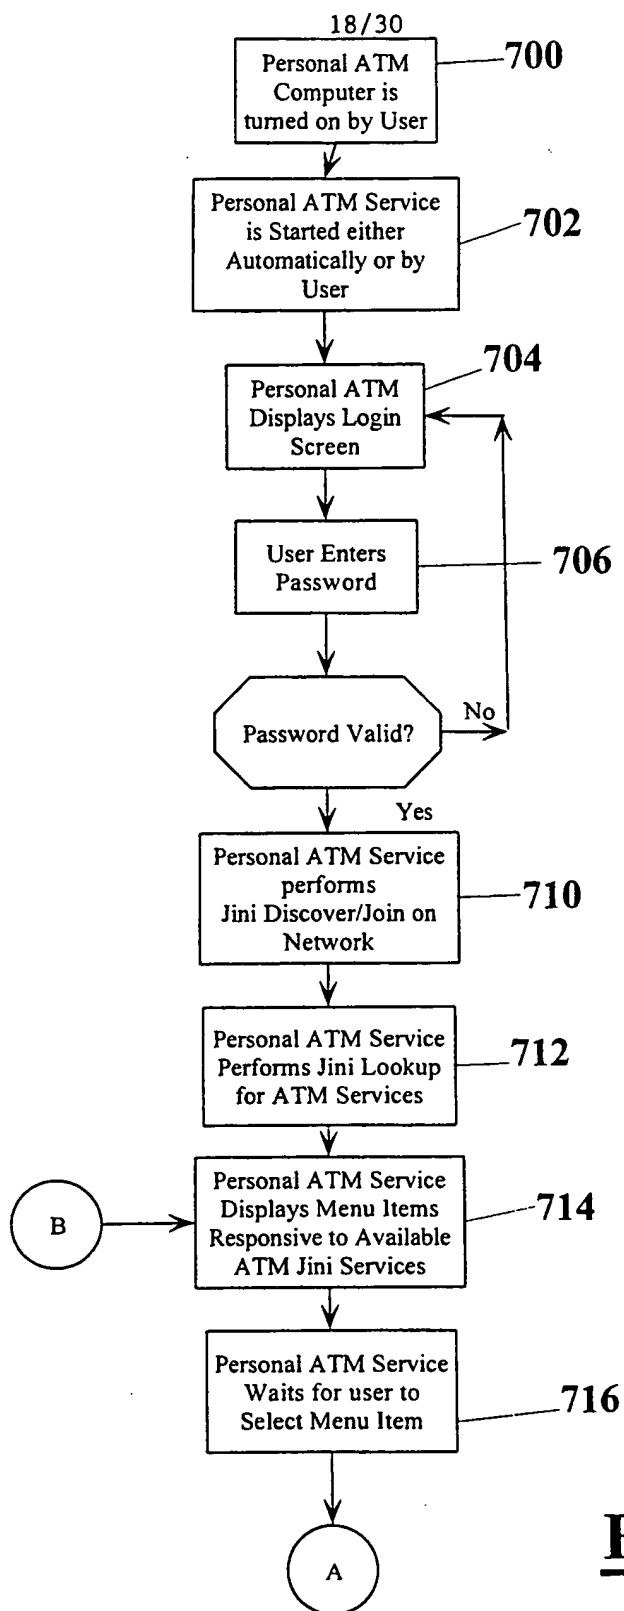 18/30
Personal ATM
Computer is
turned on by User
700
Personal ATM Service
is Started either
Automatically or by
User
702
Personal ATM
Displays Login
Screen
704
User Enters
Password
706
Password Valid?
No
Yes
Personal ATM Service
performs
Jini Discover/Join on
Network
710
Personal ATM Service
Performs Jini Lookup
for ATM Services
712
B
Personal ATM Service
Displays Menu Items
Responsive to Available
ATM Jini Services
714
Personal ATM Service
Waits for user to
Select Menu Item
716
A